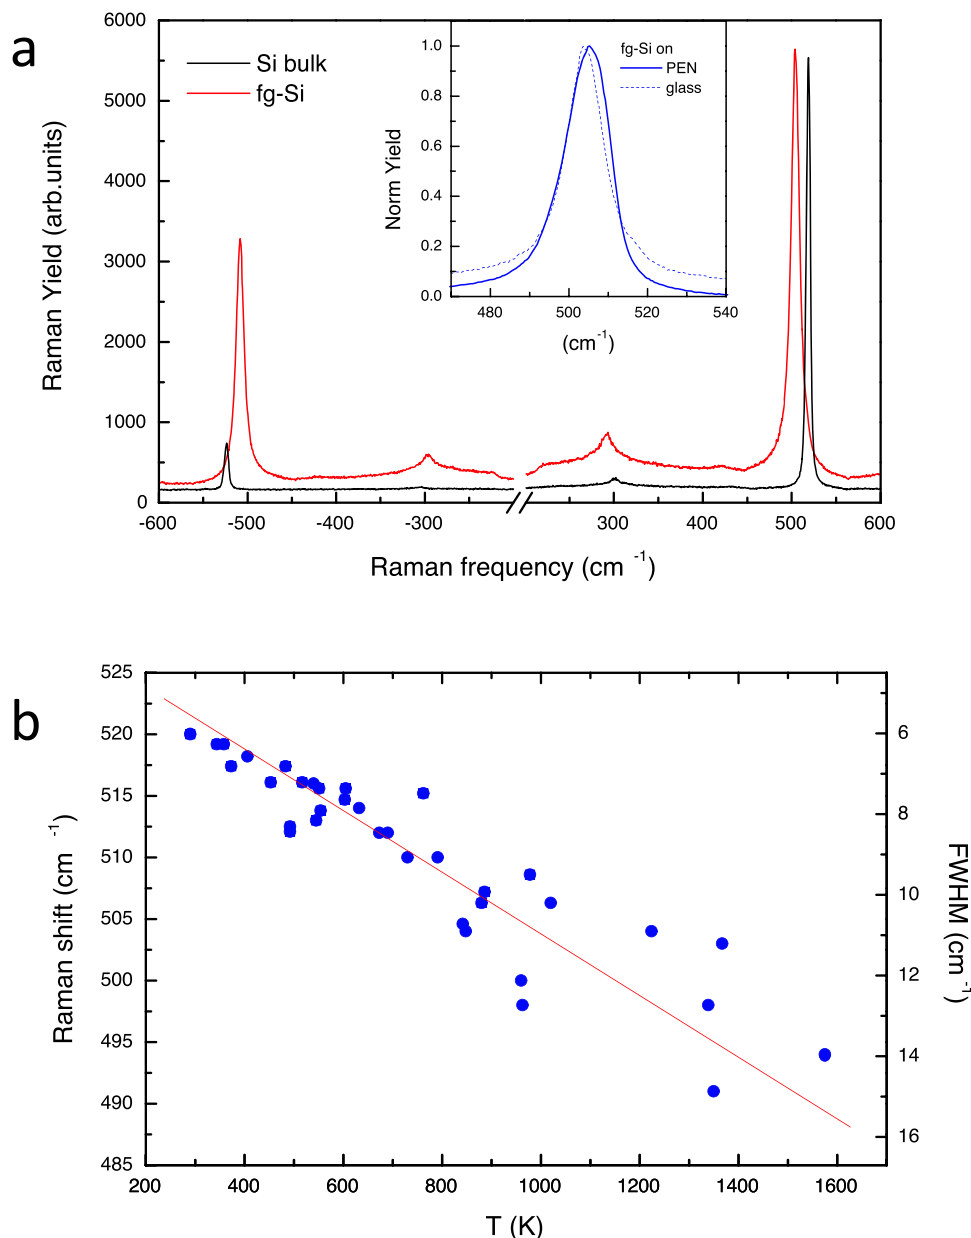 a
6000
5000
4000
3000
2000
1000
0
Raman Yield (arb.units)
Si bulk
fg-Si
1.0
0.8
0.6
0.4
0.2
0.0
Norm Yield
fg-Si on
PEN
glass
480 500 520 540
(cm -1)
-600 -500 -400 -300 300 400 500 600
Raman frequency (cm -1)
b
525
520
515
510
505
500
495
490
485
Raman shift (cm -1)
6
8
10
12
14
16
FWHM (cm-1)
200 400 600 800 1000 1200 1400 1600
T (K)